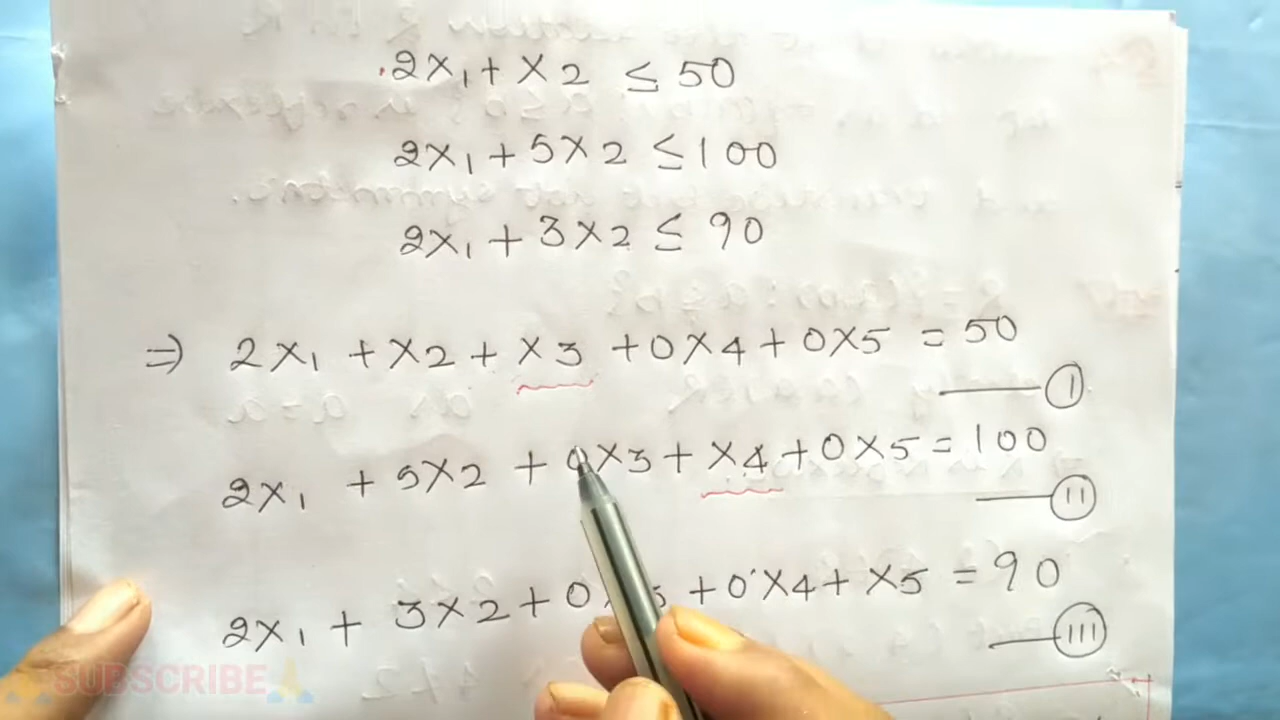 2x₁ + x2 ≤ 50
2x₁ + 5x2 ≤ 100
2x₁ + 3x2 ≤ 90
⇒ 2x₁ + x2 + x3 + 0x4 + 0x5 = 50
I
2x₁ + 5x2 + 0x3 + x4 + 0x5 = 100
II
2x₁ + 3x2 + 0 + 0x4 + x5 = 90
III
SUBSCRIBE